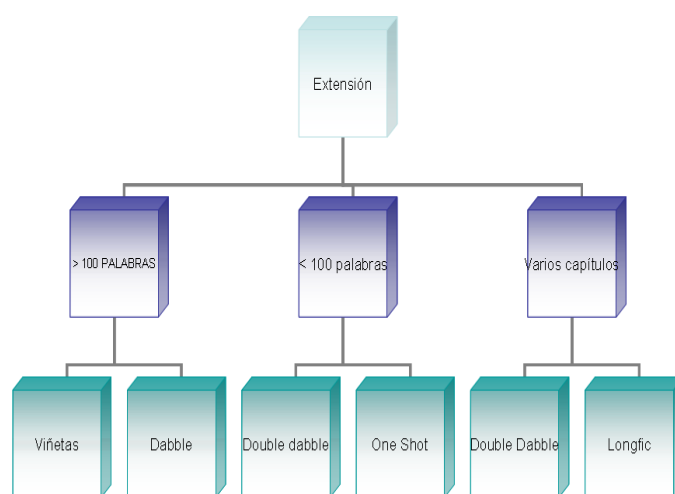 Extensión
> 100 PALABRAS
< 100 palabras
Varios capítulos
Viñetas
Dabble
Double dabble
One Shot
Double Dabble
Longfic